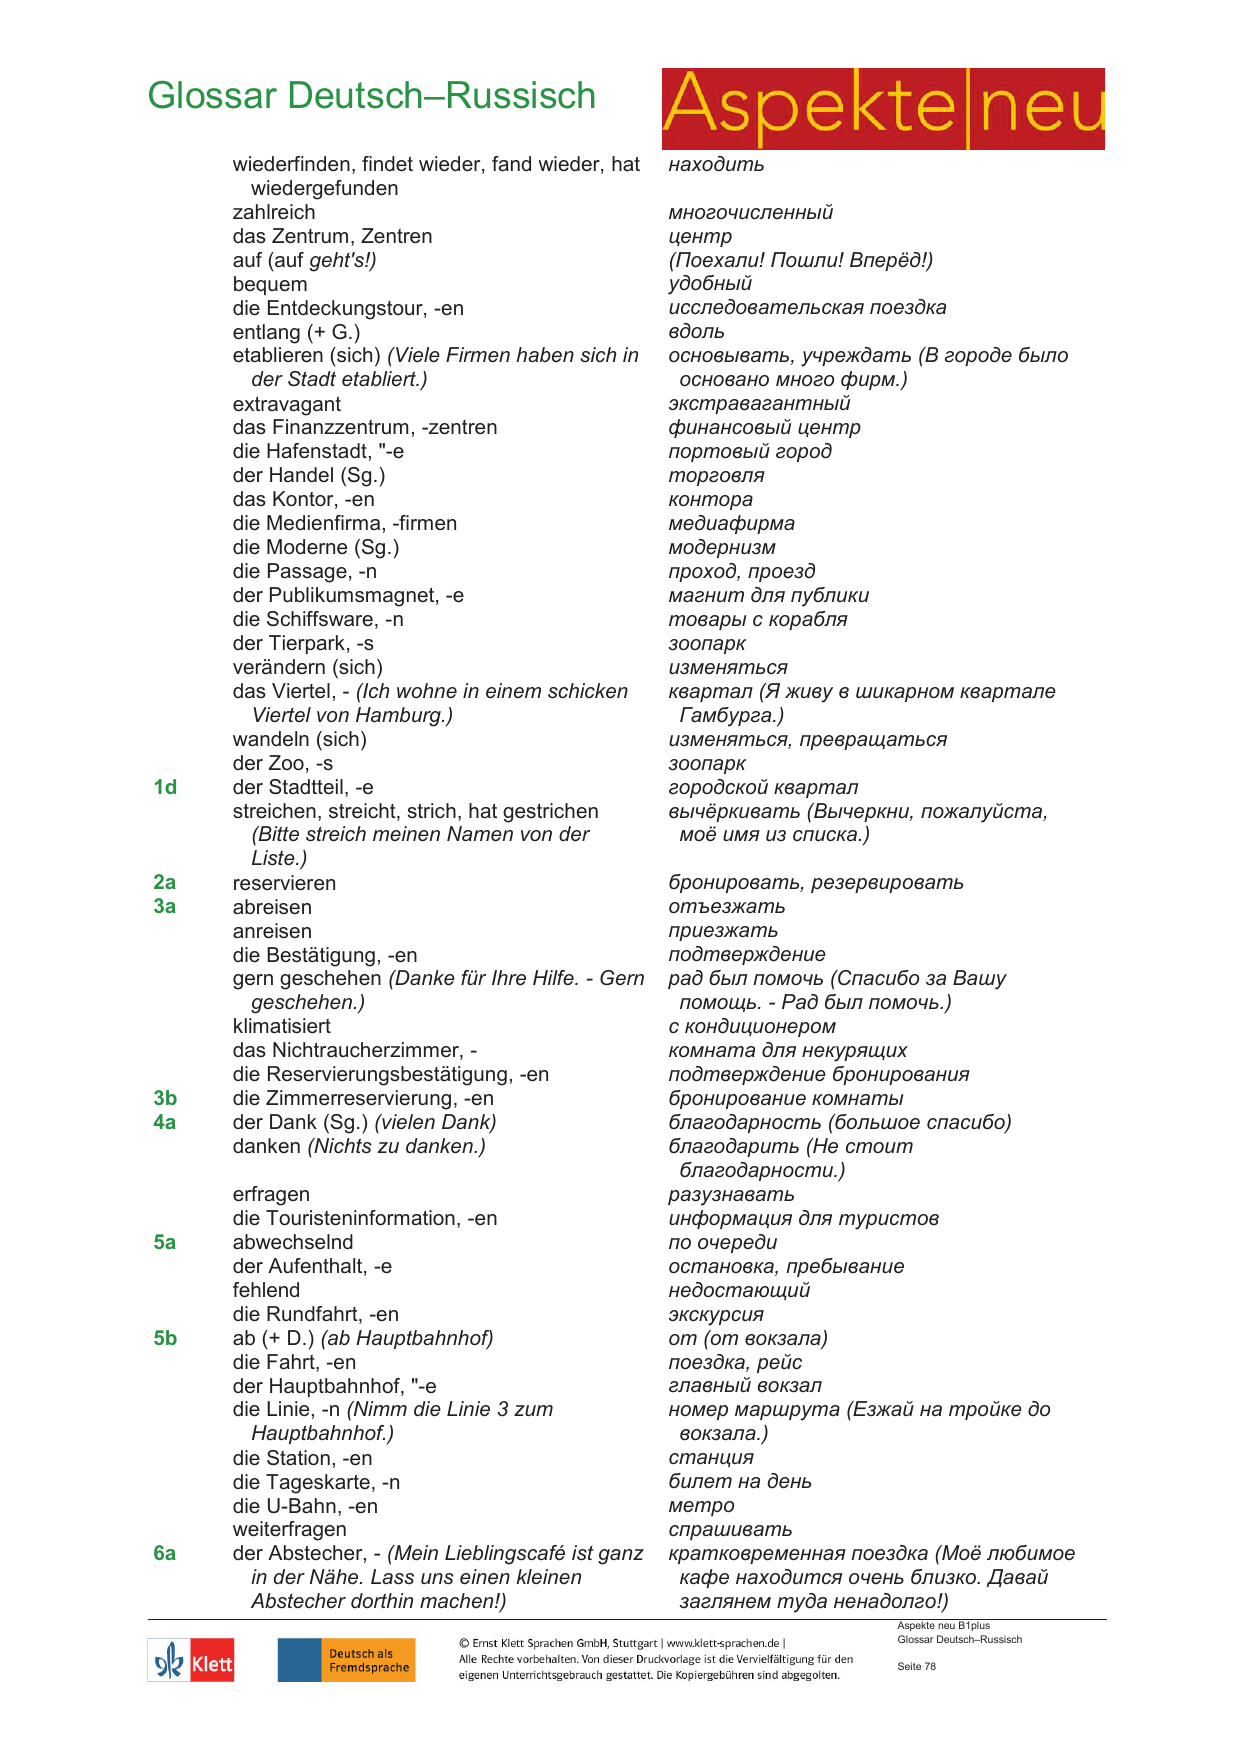 Glossar Deutsch–Russisch
Aspekte|neu
wiederfinden, findet wieder, fand wieder, hat находить
wiedergefunden
zahlreich многочисленный
das Zentrum, Zentren центр
auf (auf geht's!) (Поехали! Пошли! Вперёд!)
bequem удобный
die Entdeckungstour, -en исследовательская поездка
entlang (+ G.) вдоль
etablieren (sich) (Viele Firmen haben sich in основывать, учреждать (В городе было
der Stadt etabliert.) основано много фирм.)
extravagant экстравагантный
das Finanzzentrum, -zentren финансовый центр
die Hafenstadt, "-e портовый город
der Handel (Sg.) торговля
das Kontor, -en контора
die Medienfirma, -firmen медиафирма
die Moderne (Sg.) модернизм
die Passage, -n проход, проезд
der Publikumsmagnet, -e магнит для публики
die Schiffsware, -n товары с корабля
der Tierpark, -s зоопарк
verändern (sich) изменяться
das Viertel, - (Ich wohne in einem schicken квартал (Я живу в шикарном квартале
Viertel von Hamburg.) Гамбурга.)
wandeln (sich) изменяться, превращаться
der Zoo, -s зоопарк
1d der Stadtteil, -e городской квартал
streichen, streicht, strich, hat gestrichen вычёркивать (Вычеркни, пожалуйста,
(Bitte streich meinen Namen von der моё имя из списка.)
Liste.)
2a reservieren бронировать, резервировать
3a abreisen отъезжать
anreisen приезжать
die Bestätigung, -en подтверждение
gern geschehen (Danke für Ihre Hilfe. - Gern рад был помочь (Спасибо за Вашу
geschehen.) помощь. - Рад был помочь.)
klimatisiert с кондиционером
das Nichtraucherzimmer, - комната для некурящих
die Reservierungsbestätigung, -en подтверждение бронирования
3b die Zimmerreservierung, -en бронирование комнаты
4a der Dank (Sg.) (vielen Dank) благодарность (большое спасибо)
danken (Nichts zu danken.) благодарить (Не стоит
благодарности.)
erfragen разузнавать
die Touristeninformation, -en информация для туристов
5a abwechselnd по очереди
der Aufenthalt, -e остановка, пребывание
fehlend недостающий
die Rundfahrt, -en экскурсия
5b ab (+ D.) (ab Hauptbahnhof) от (от вокзала)
die Fahrt, -en поездка, рейс
der Hauptbahnhof, "-e главный вокзал
die Linie, -n (Nimm die Linie 3 zum номер маршрута (Езжай на тройке до
Hauptbahnhof.) вокзала.)
die Station, -en станция
die Tageskarte, -n билет на день
die U-Bahn, -en метро
weiterfragen спрашивать
6a der Abstecher, - (Mein Lieblingscafé ist ganz кратковременная поездка (Моё любимое
in der Nähe. Lass uns einen kleinen кафе находится очень близко. Давай
Abstecher dorthin machen!) заглянем туда ненадолго!)
Klett
Deutsch als
Fremdsprache
© Ernst Klett Sprachen GmbH, Stuttgart | www.klett-sprachen.de |
Alle Rechte vorbehalten. Von dieser Druckvorlage ist die Vervielfältigung für den
eigenen Unterrichtsgebrauch gestattet. Die Kopiergebühren sind abgegolten.
Aspekte neu B1plus
Glossar Deutsch–Russisch
Seite 78